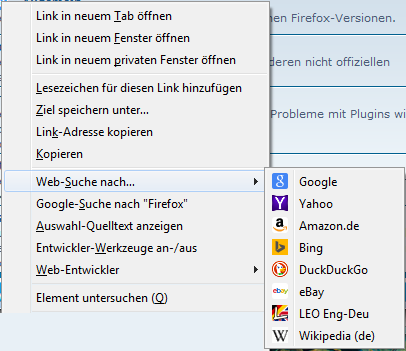 Link in neuem Tab öffnen
nen Firefox-Versionen.
Link in neuem Fenster öffnen
Link in neuem privaten Fenster öffnen
deren nicht offiziellen
Lesezeichen für diesen Link hinzufügen
Ziel speichern unter...
Probleme mit Plugins wi
Link-Adresse kopieren
Kopieren
Web-Suche nach...
Google-Suche nach "Firefox"
Auswahl-Quelltext anzeigen
Entwickler-Werkzeuge an-/aus
Web-Entwickler
Element untersuchen (Q)
Google
Yahoo
Amazon.de
Bing
DuckDuckGo
eBay
LEO Eng-Deu
Wikipedia (de)